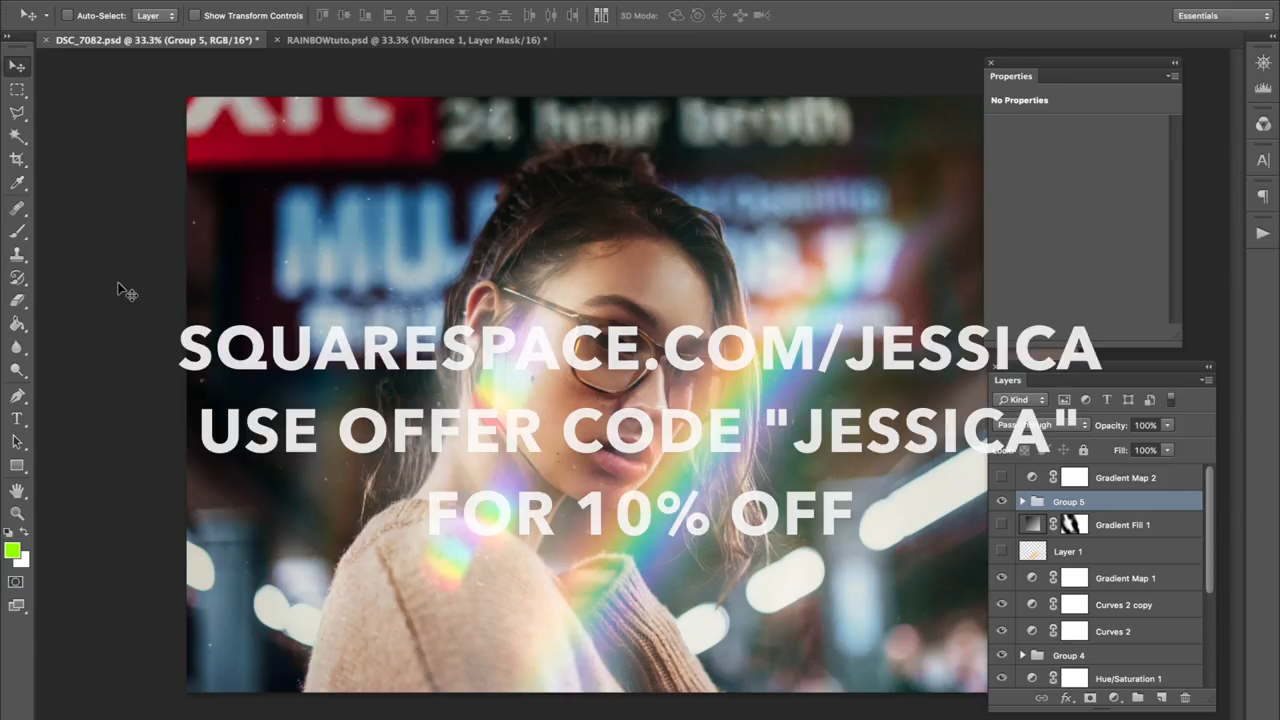 Auto-Select: Layer Show Transform Controls 3D Mode: Essentials
DSC_7082.psd @ 33.3% (Group 5, RGB/16*) * RAINBOWtuto.psd @ 33.3% (Vibrance 1, Layer Mask/16) *
Properties
No Properties
24 hour
MU
SQUARESPACE.COM/JESSICA
USE OFFER CODE "JESSICA"
FOR 10% OFF
Layers
Kind
Opacity: 100%
Fill: 100%
Gradient Map 2
Group 5
Gradient Fill 1
Layer 1
Gradient Map 1
Curves 2 copy
Curves 2
Group 4
Hue/Saturation 1